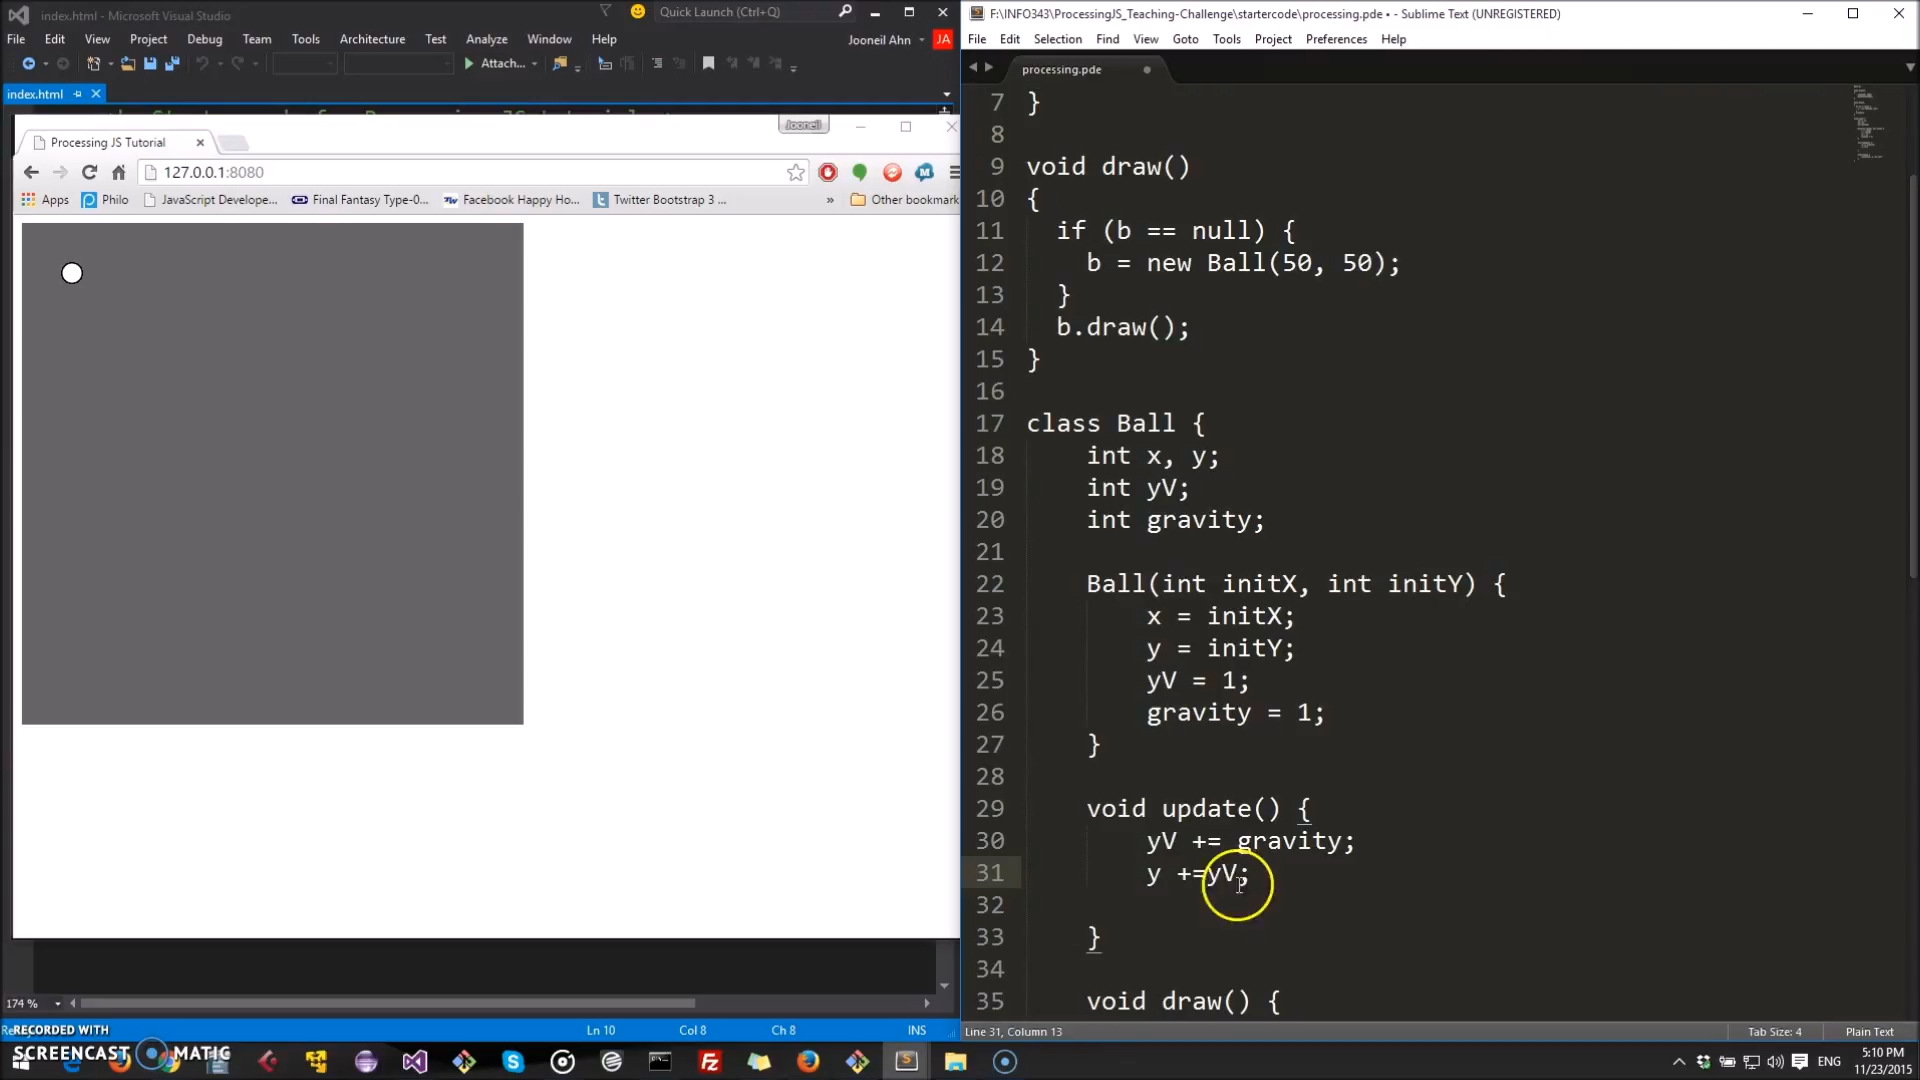 index.html - Microsoft Visual Studio
Quick Launch (Ctrl+Q)
File Edit View Project Debug Team Tools Architecture Test Analyze Window Help
Jooneil Ahn
JA
Attach...
index.html
Jooneil
Processing JS Tutorial
127.0.0.1:8080
Apps Philo JavaScript Develope... Final Fantasy Type-0... Facebook Happy Ho... Twitter Bootstrap 3 ... » Other bookmark
174 %
Ln 10 Col 8 Ch 8 INS
RECORDED WITH
SCREENCAST MATIC
F:\INFO343\ProcessingJS_Teaching-Challenge\startercode\processing.pde • - Sublime Text (UNREGISTERED)
File Edit Selection Find View Goto Tools Project Preferences Help
processing.pde
7 }
8
9 void draw()
10 {
11 if (b == null) {
12 b = new Ball(50, 50);
13 }
14 b.draw();
15 }
16
17 class Ball {
18 int x, y;
19 int yV;
20 int gravity;
21
22 Ball(int initX, int initY) {
23 x = initX;
24 y = initY;
25 yV = 1;
26 gravity = 1;
27 }
28
29 void update() {
30 yV += gravity;
31 y +=yV;
32
33 }
34
35 void draw() {
Line 31, Column 13
Tab Size: 4 Plain Text
ENG
5:10 PM
11/23/2015